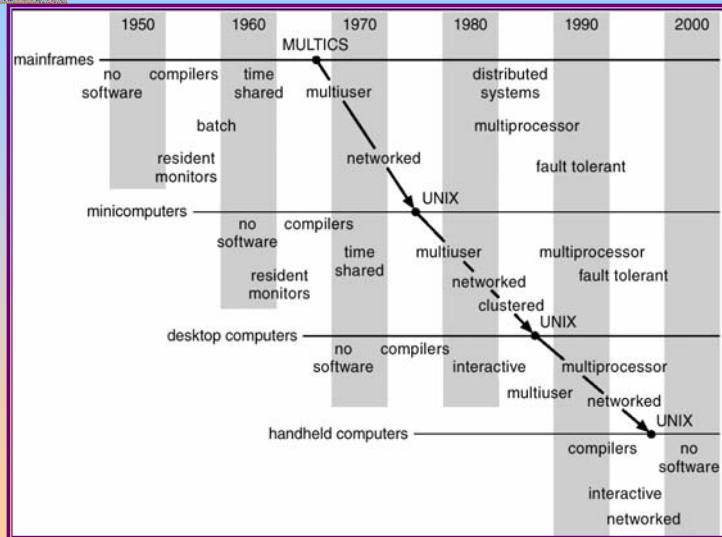 1950 1960 1970 1980 1990 2000
MULTICS
mainframes
no compilers time distributed
software shared multiuser systems
batch multiprocessor
resident networked fault tolerant
monitors
UNIX
minicomputers
no compilers
software
time multiuser multiprocessor
shared
resident networked fault tolerant
monitors
clustered
UNIX
desktop computers
no compilers
software interactive multiprocessor
multiuser networked
UNIX
handheld computers
compilers no
software
interactive
networked